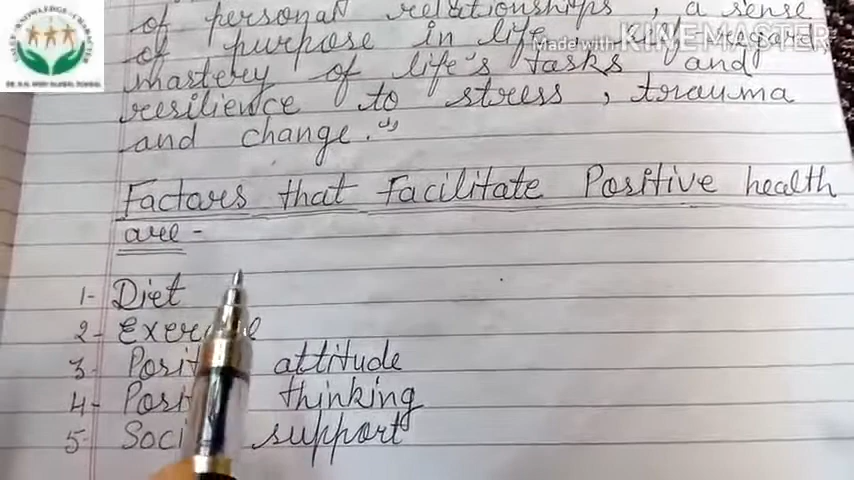 of personal relationships, a sense
of purpose in life, self regard
Made with KINEMASTER
mastery of life's tasks and
resilience to stress, trauma
and change."
Factors that Facilitate Positive health
are -
1- Diet
2- Exercise
3- Positive attitude
4- Positive thinking
5- Social support